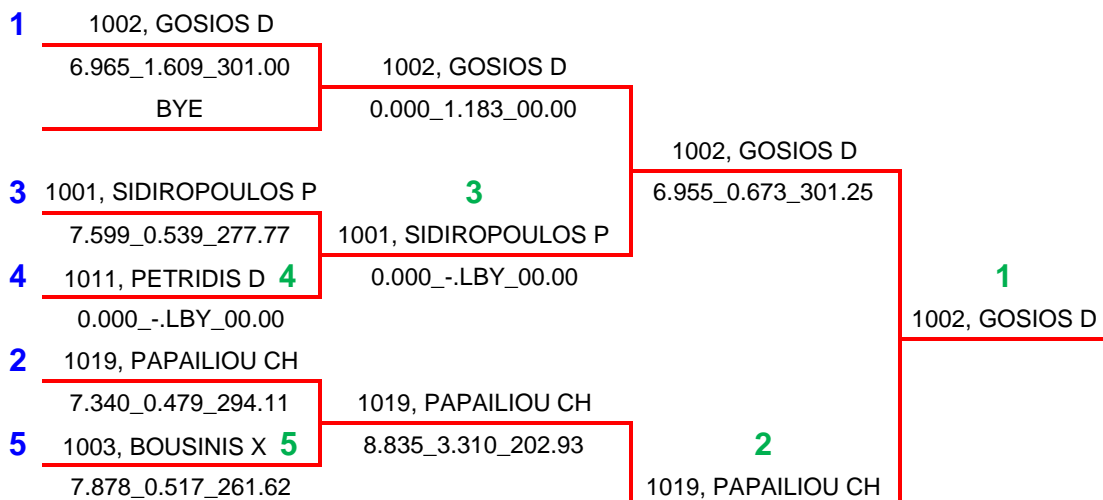 1 1002, GOSIOS D
6.965_1.609_301.00
BYE
3 1001, SIDIROPOULOS P
7.599_0.539_277.77
4 1011, PETRIDIS D 4
0.000_-.LBY_00.00
2 1019, PAPAILIOU CH
7.340_0.479_294.11
5 1003, BOUSINIS X 5
7.878_0.517_261.62
1002, GOSIOS D
0.000_1.183_00.00
3
1001, SIDIROPOULOS P
0.000_-.LBY_00.00
1019, PAPAILIOU CH
8.835_3.310_202.93
1002, GOSIOS D
6.955_0.673_301.25
2
1019, PAPAILIOU CH
1
1002, GOSIOS D